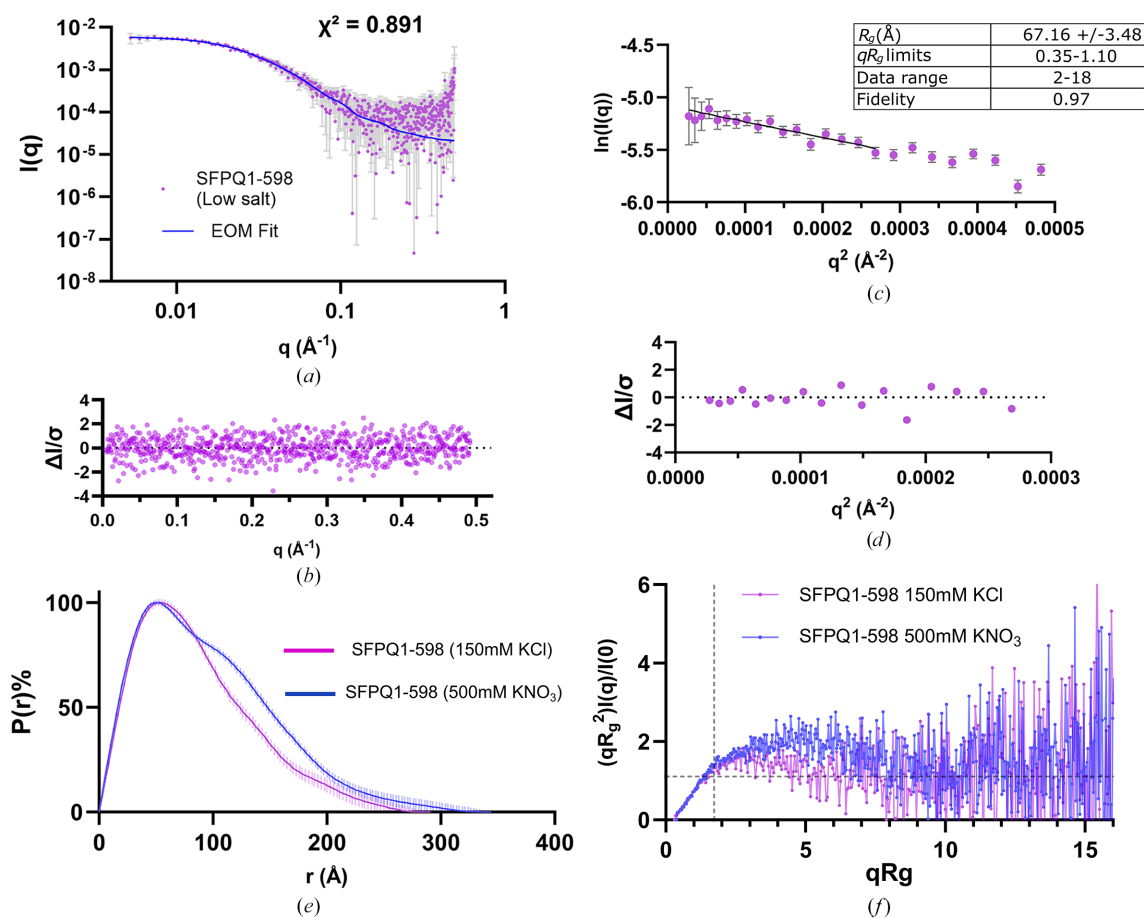 χ² = 0.891
10⁻²
10⁻³
10⁻⁴
10⁻⁵
10⁻⁶
10⁻⁷
10⁻⁸
I(q)
SFPQ1-598
(Low salt)
EOM Fit
0.01 0.1 1
q (Å⁻¹)
(a)
Rg(Å) 67.16 +/-3.48
qRg limits 0.35-1.10
Data range 2-18
Fidelity 0.97
-4.5
-5.0
-5.5
-6.0
ln(I(q))
0.0000 0.0001 0.0002 0.0003 0.0004 0.0005
q² (Å⁻²)
(c)
4
2
0
-2
-4
ΔI/σ
0.0 0.1 0.2 0.3 0.4 0.5
q (Å⁻¹)
(b)
4
2
0
-2
-4
ΔI/σ
0.0000 0.0001 0.0002 0.0003
q² (Å⁻²)
(d)
100
50
0
P(r)%
SFPQ1-598 (150mM KCl)
SFPQ1-598 (500mM KNO₃)
0 100 200 300 400
r (Å)
(e)
6
4
2
0
(qRg²)I(q)/I(0)
SFPQ1-598 150mM KCl
SFPQ1-598 500mM KNO₃
0 5 10 15
qRg
(f)